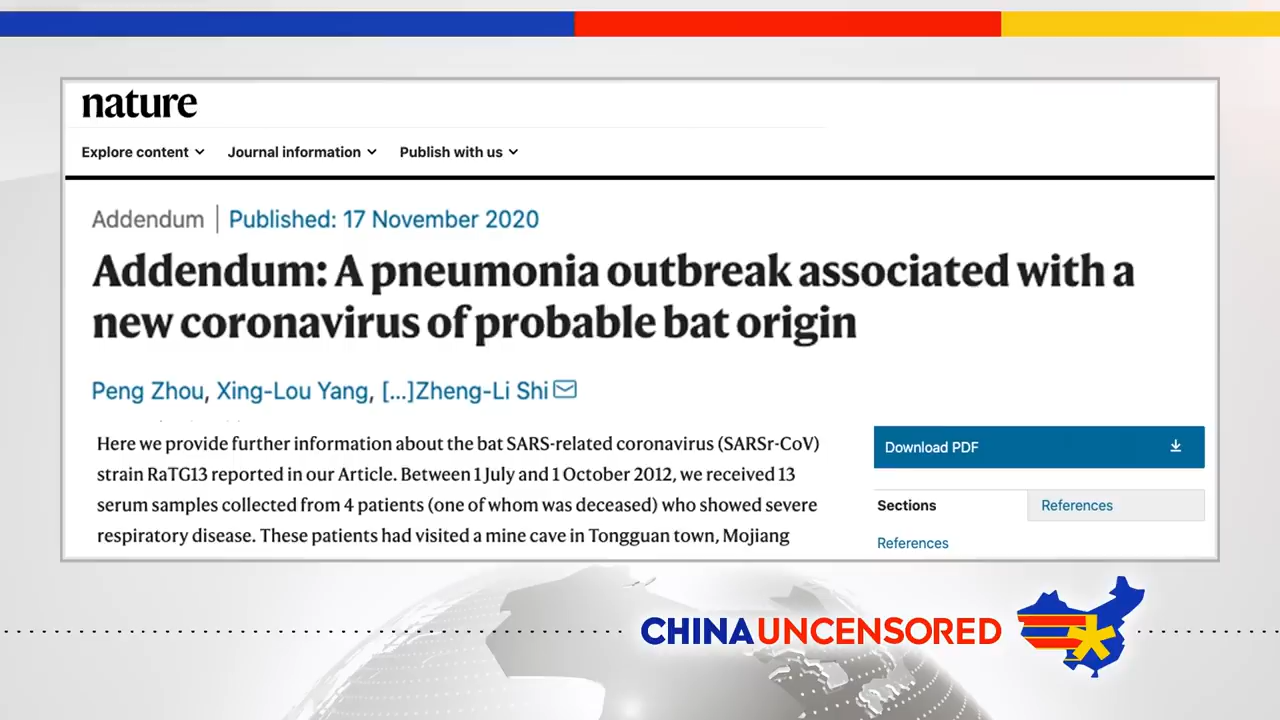 nature
Explore content Journal information Publish with us
Addendum | Published: 17 November 2020
Addendum: A pneumonia outbreak associated with a
new coronavirus of probable bat origin
Peng Zhou, Xing-Lou Yang, [...]Zheng-Li Shi
Here we provide further information about the bat SARS-related coronavirus (SARSr-CoV)
strain RaTG13 reported in our Article. Between 1 July and 1 October 2012, we received 13
serum samples collected from 4 patients (one of whom was deceased) who showed severe
respiratory disease. These patients had visited a mine cave in Tongguan town, Mojiang
Download PDF
Sections References
References
CHINA UNCENSORED